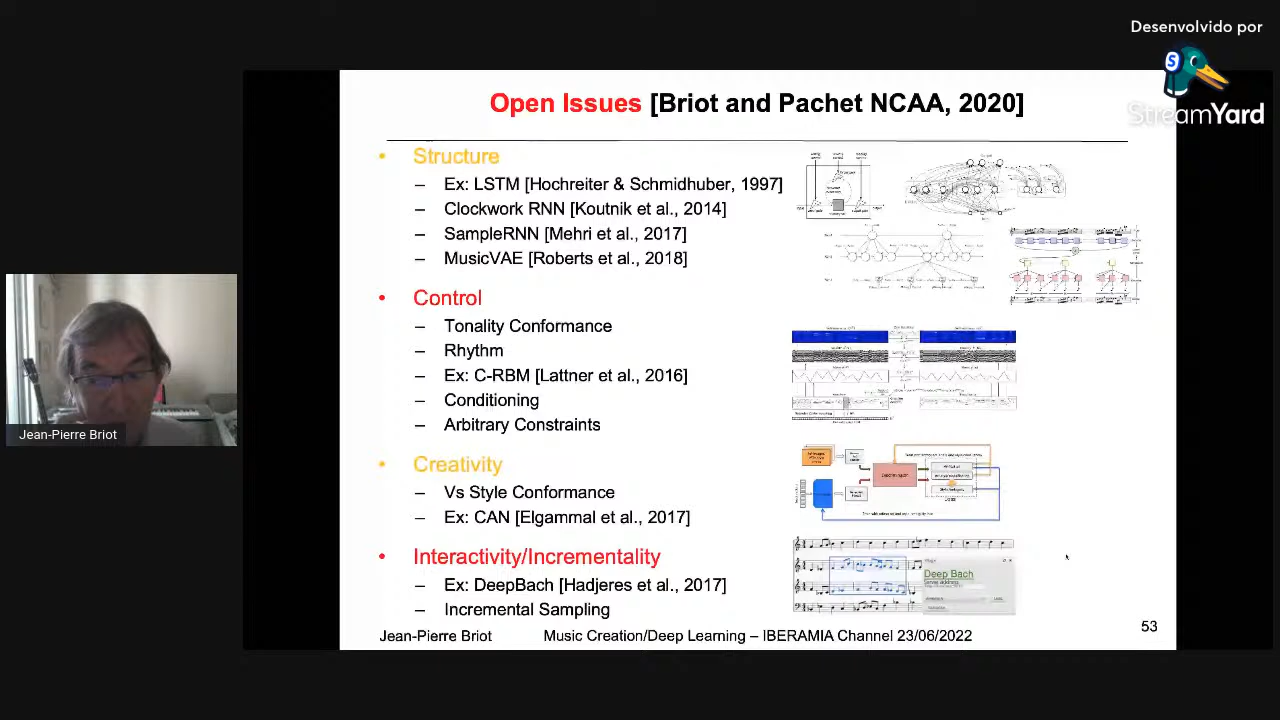 Desenvolvido por
StreamYard
Open Issues [Briot and Pachet NCAA, 2020]
• Structure
– Ex: LSTM [Hochreiter & Schmidhuber, 1997]
– Clockwork RNN [Koutnik et al., 2014]
– SampleRNN [Mehri et al., 2017]
– MusicVAE [Roberts et al., 2018]
• Control
– Tonality Conformance
– Rhythm
– Ex: C-RBM [Lattner et al., 2016]
– Conditioning
– Arbitrary Constraints
• Creativity
– Vs Style Conformance
– Ex: CAN [Elgammal et al., 2017]
• Interactivity/Incrementality
– Ex: DeepBach [Hadjeres et al., 2017]
– Incremental Sampling
Deep Bach
Jean-Pierre Briot
Jean-Pierre Briot Music Creation/Deep Learning – IBERAMIA Channel 23/06/2022
53